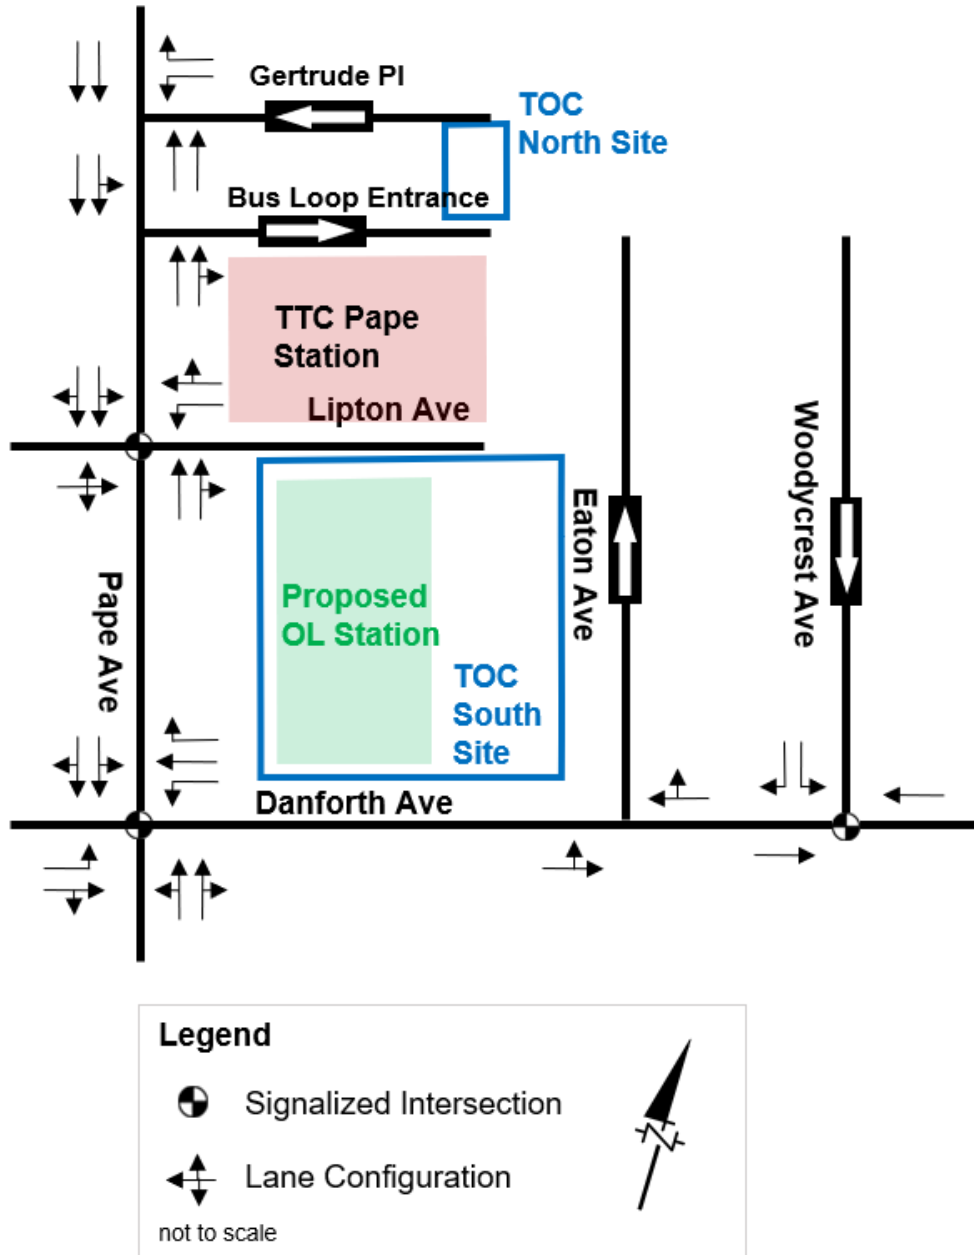 Gertrude Pl
TOC
North Site
Bus Loop Entrance
TTC Pape
Station
Lipton Ave
Woodycrest Ave
Eaton Ave
Pape Ave
Proposed
OL Station
TOC
South
Site
Danforth Ave
Legend
Signalized Intersection
Lane Configuration
not to scale
N